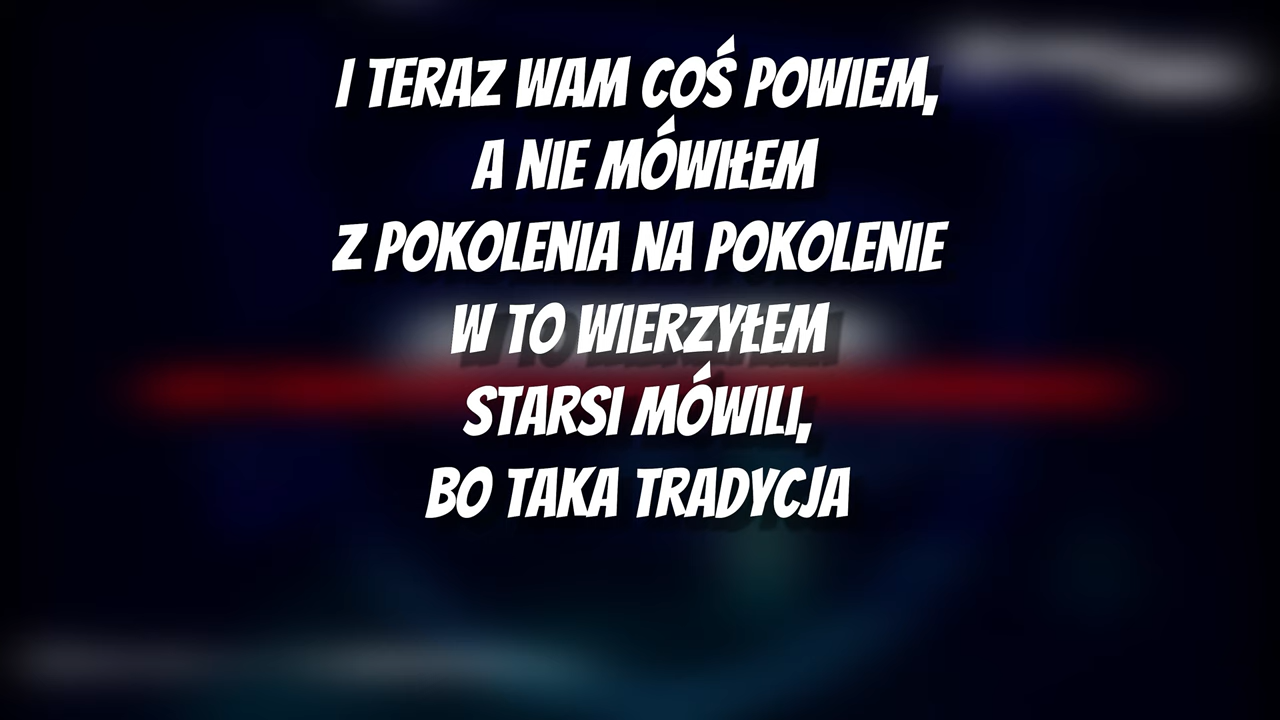 I TERAZ WAM COŚ POWIEM,
A NIE MÓWIŁEM
Z POKOLENIA NA POKOLENIE
W TO WIERZYŁEM
STARSI MÓWILI,
BO TAKA TRADYCJA